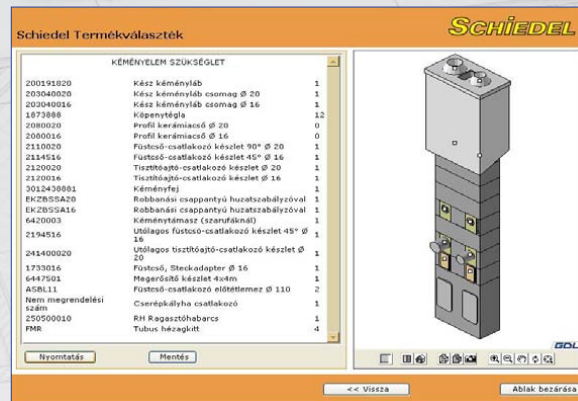 Schiedel Termékválaszték
SCHIEDEL
KÉMÉNYELEM SZÜKSÉGLET
200191820 Kész kéményláb 1
203040020 Kész kéményláb csomag Ø 20 1
203040016 Kész kéményláb csomag Ø 16 1
1873888 Köpenytégla 12
2080020 Profil kerámiacső Ø 20 0
2080016 Profil kerámiacső Ø 16 0
2110020 Füstcső-csatlakozó készlet 90° Ø 20 1
2114516 Füstcső-csatlakozó készlet 45° Ø 16 1
2120020 Tisztítóajtó-csatlakozó készlet Ø 20 1
2120016 Tisztítóajtó-csatlakozó készlet Ø 16 1
3012438881 Kéményfej 1
EKZBSSA20 Robbanási csappantyú huzatszabályzóval 1
EKZBSSA16 Robbanási csappantyú huzatszabályzóval 1
6420003 Kéménytámasz (szarufáknál) 1
2194516 Utólagos füstcső-csatlakozó készlet 45° Ø 16 1
241400020 Utólagos tisztítóajtó-csatlakozó készlet Ø 20 1
1733016 Füstcső, Steckadapter Ø 16 1
6447501 Megerősítő készlet 4x4m 1
ASBL11 Füstcső-csatlakozó előtétlemez Ø 110 2
Nem megrendelési szám Cserépkályha csatlakozó 1
250500010 RH Ragasztóhabarcs 1
FMR Tubus hézagkitt 4
Nyomtatás Mentés
GDL
<< Vissza Ablak bezárása